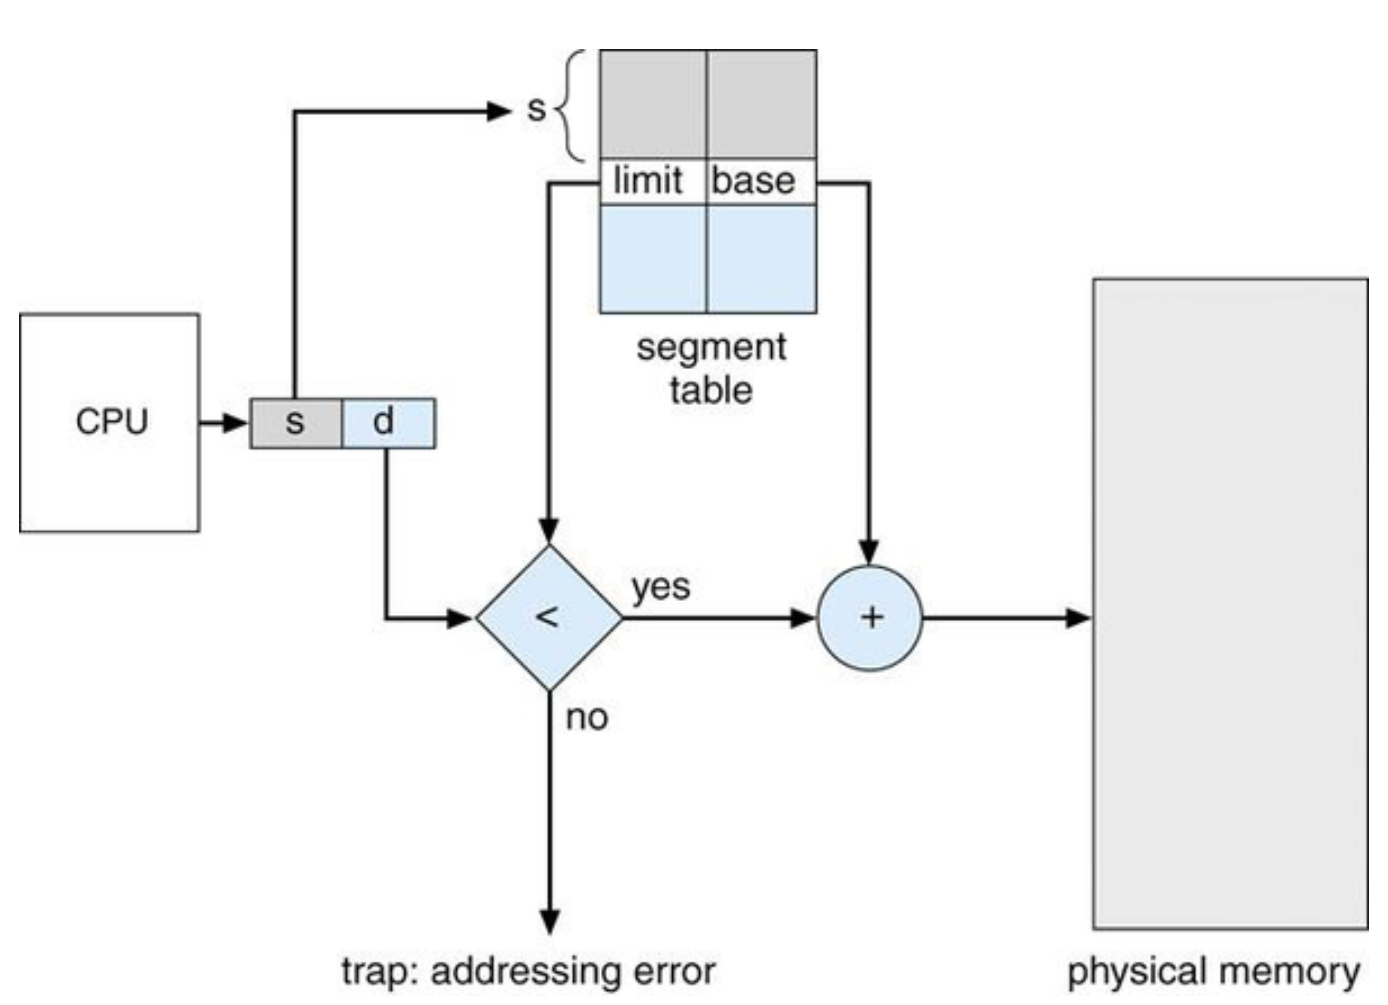 s
limit base
segment
table
CPU
s d
yes
<
+
no
trap: addressing error
physical memory